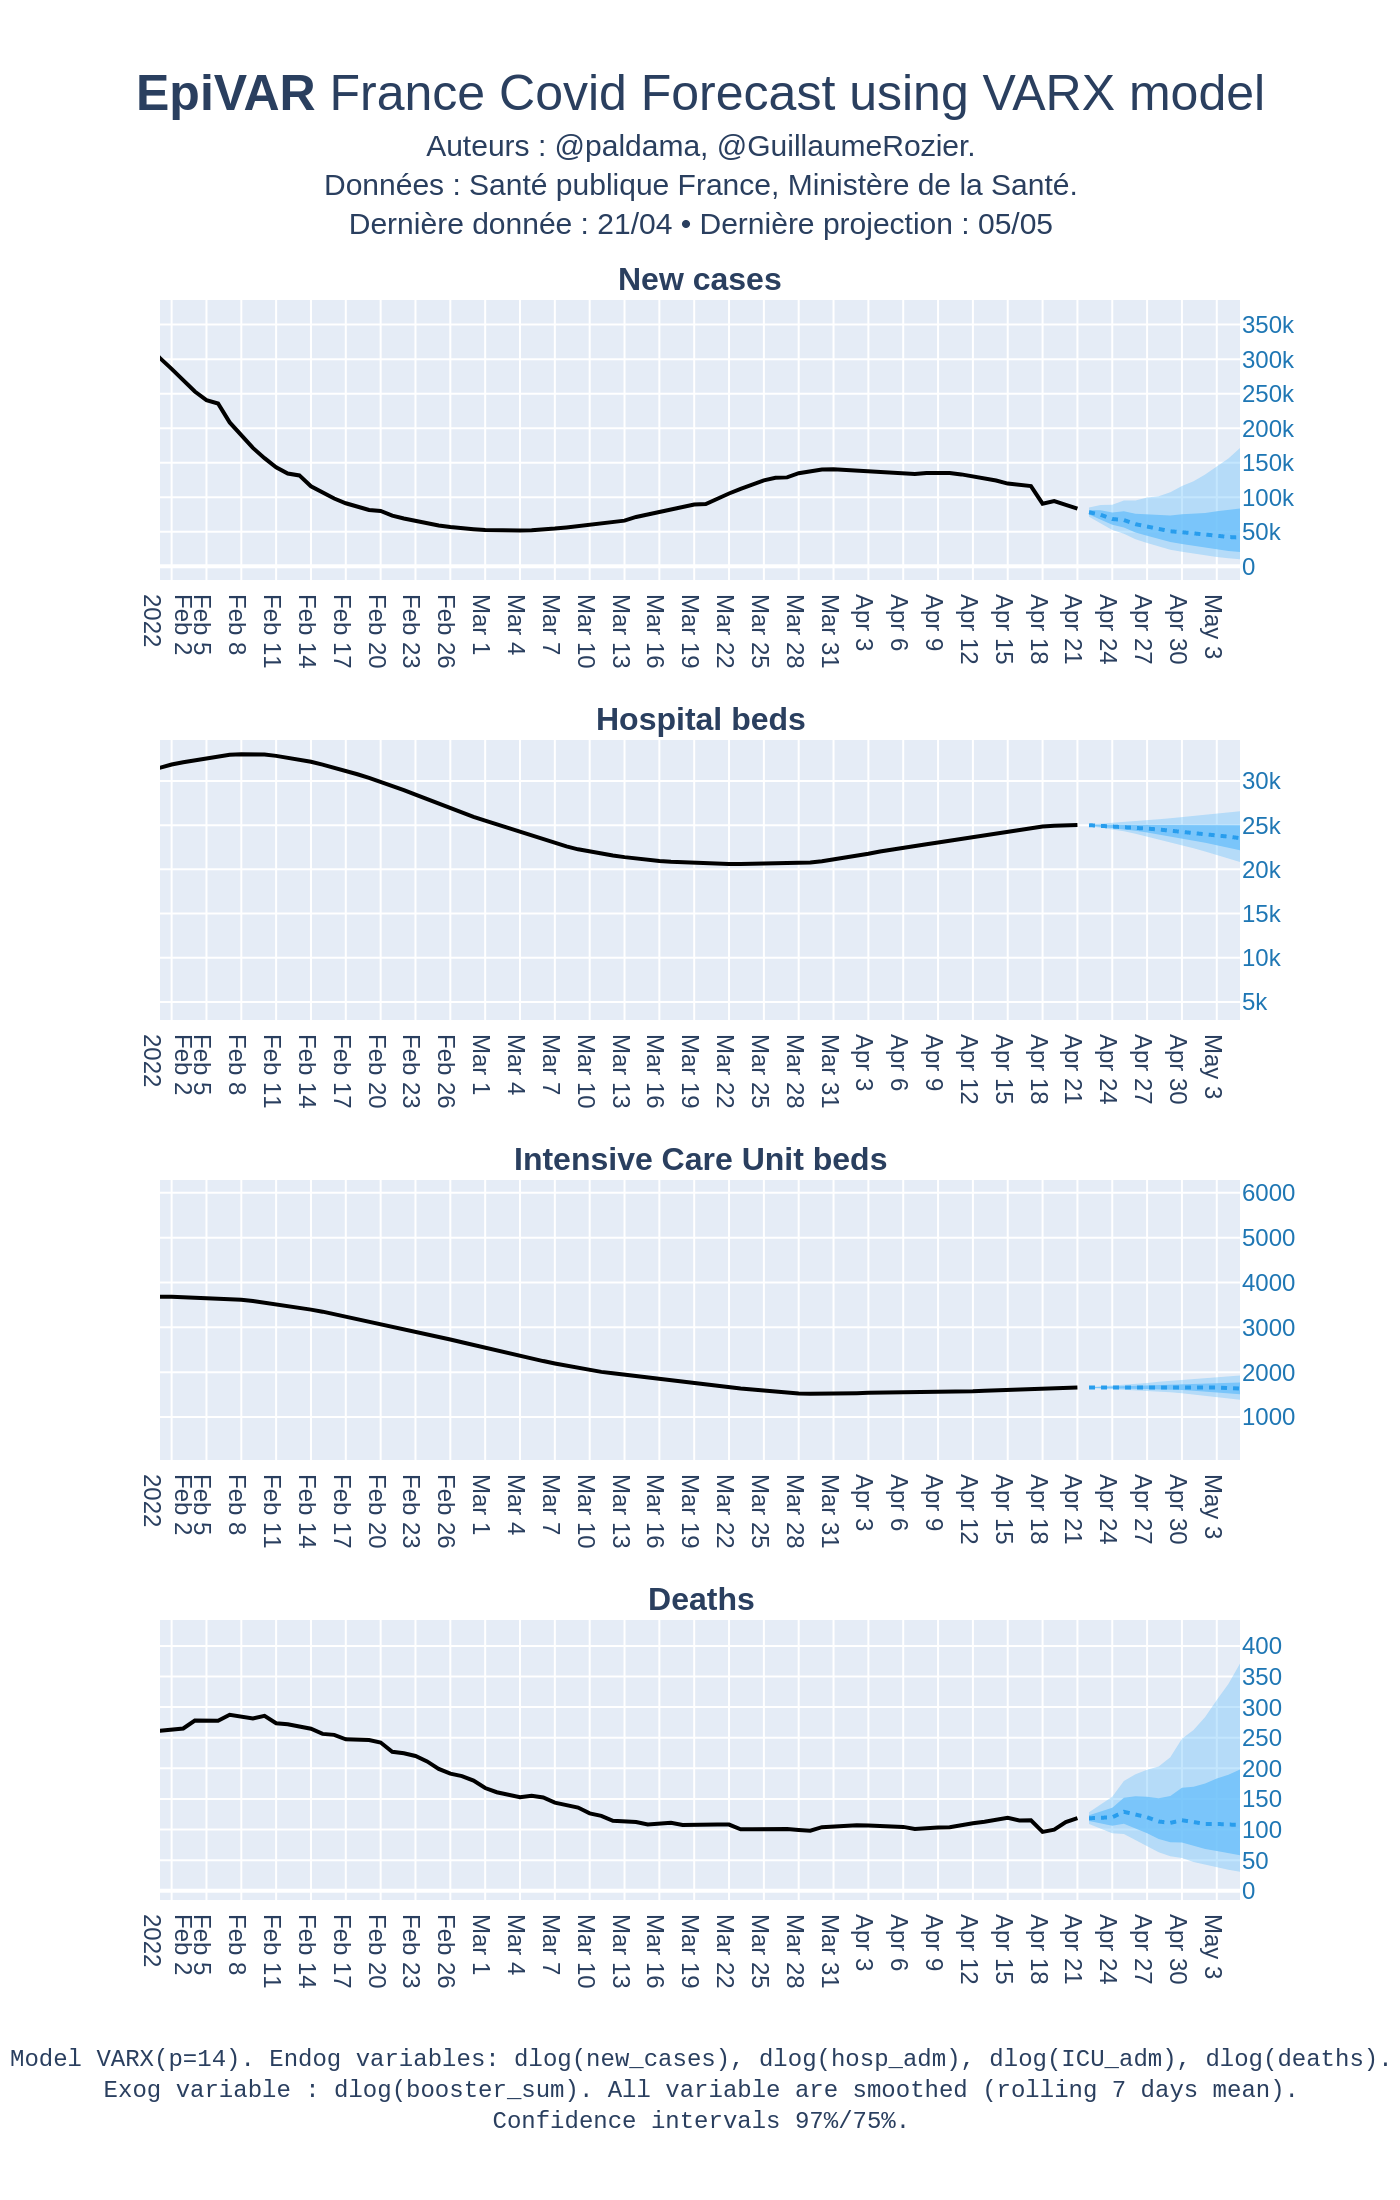 EpiVAR France Covid Forecast using VARX model
Auteurs : @paldama, @GuillaumeRozier.
Données : Santé publique France, Ministère de la Santé.
Dernière donnée : 21/04 • Dernière projection : 05/05
New cases
350k
300k
250k
200k
150k
100k
50k
0
Feb 2 Feb 5 Feb 8 Feb 11 Feb 14 Feb 17 Feb 20 Feb 23 Feb 26 Mar 1 Mar 4 Mar 7 Mar 10 Mar 13 Mar 16 Mar 19 Mar 22 Mar 25 Mar 28 Mar 31 Apr 3 Apr 6 Apr 9 Apr 12 Apr 15 Apr 18 Apr 21 Apr 24 Apr 27 Apr 30 May 3
2022
Hospital beds
30k
25k
20k
15k
10k
5k
Feb 2 Feb 5 Feb 8 Feb 11 Feb 14 Feb 17 Feb 20 Feb 23 Feb 26 Mar 1 Mar 4 Mar 7 Mar 10 Mar 13 Mar 16 Mar 19 Mar 22 Mar 25 Mar 28 Mar 31 Apr 3 Apr 6 Apr 9 Apr 12 Apr 15 Apr 18 Apr 21 Apr 24 Apr 27 Apr 30 May 3
2022
Intensive Care Unit beds
6000
5000
4000
3000
2000
1000
Feb 2 Feb 5 Feb 8 Feb 11 Feb 14 Feb 17 Feb 20 Feb 23 Feb 26 Mar 1 Mar 4 Mar 7 Mar 10 Mar 13 Mar 16 Mar 19 Mar 22 Mar 25 Mar 28 Mar 31 Apr 3 Apr 6 Apr 9 Apr 12 Apr 15 Apr 18 Apr 21 Apr 24 Apr 27 Apr 30 May 3
2022
Deaths
400
350
300
250
200
150
100
50
0
Feb 2 Feb 5 Feb 8 Feb 11 Feb 14 Feb 17 Feb 20 Feb 23 Feb 26 Mar 1 Mar 4 Mar 7 Mar 10 Mar 13 Mar 16 Mar 19 Mar 22 Mar 25 Mar 28 Mar 31 Apr 3 Apr 6 Apr 9 Apr 12 Apr 15 Apr 18 Apr 21 Apr 24 Apr 27 Apr 30 May 3
2022
Model VARX(p=14). Endog variables: dlog(new_cases), dlog(hosp_adm), dlog(ICU_adm), dlog(deaths).
Exog variable : dlog(booster_sum). All variable are smoothed (rolling 7 days mean).
Confidence intervals 97%/75%.